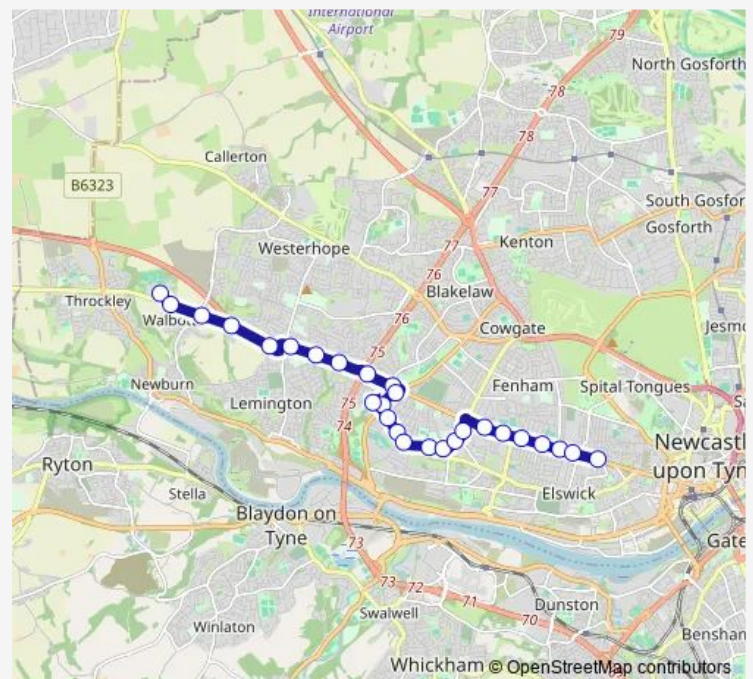 International
Airport
79
North Gosforth
78
78
Callerton
B6323
77
South Gosfor
Gosforth
Westerhope
77
Kenton
76
Blakelaw
Throckley
Walbott
76
Cowgate
Jesmo
75
Newburn
Fenham
Spital Tongues
Lemington
75
74
Newcastl
upon Tyn
Ryton
Stella
Elswick
Blaydon on
Tyne
Gate
73
73
72
71
70
Dunston
Swalwell
Winlaton
Bensham
Whickham © OpenStreetMap contributors